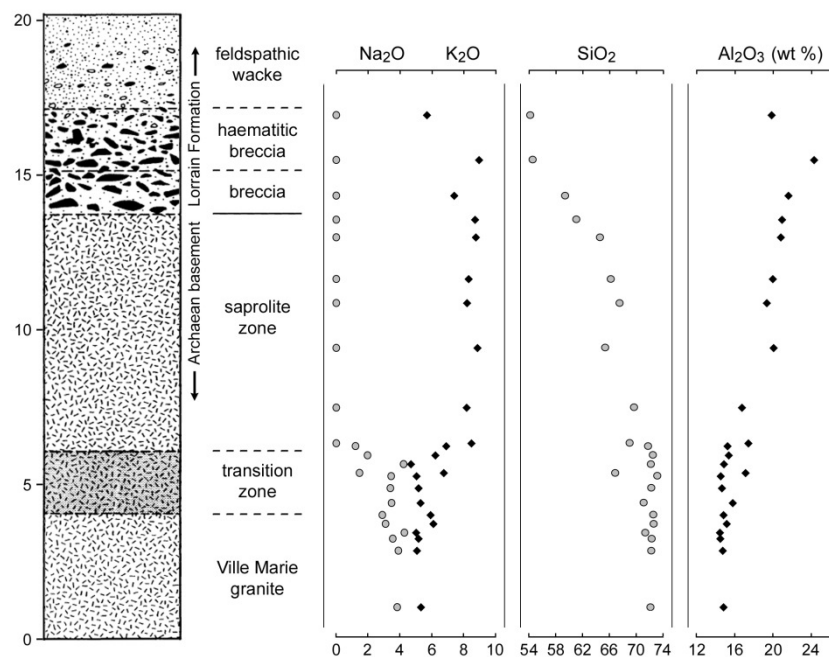 20
15
10
5
0
Lorrain Formation
Archaean basement
feldspathic
wacke
haematitic
breccia
breccia
saprolite
zone
transition
zone
Ville Marie
granite
Na₂O K₂O
SiO₂
Al₂O₃ (wt %)
0 2 4 6 8 10
54 58 62 66 70 74
12 16 20 24